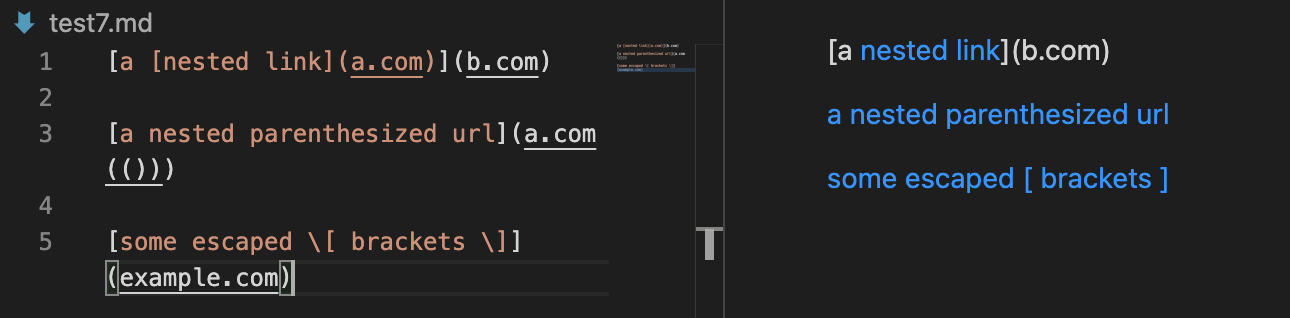 test7.md
1 [a [nested link](a.com)](b.com)
2
3 [a nested parenthesized url](a.com
(()))
4
5 [some escaped \[ brackets \]]
(example.com)
[a nested link](b.com)
a nested parenthesized url
some escaped [ brackets ]